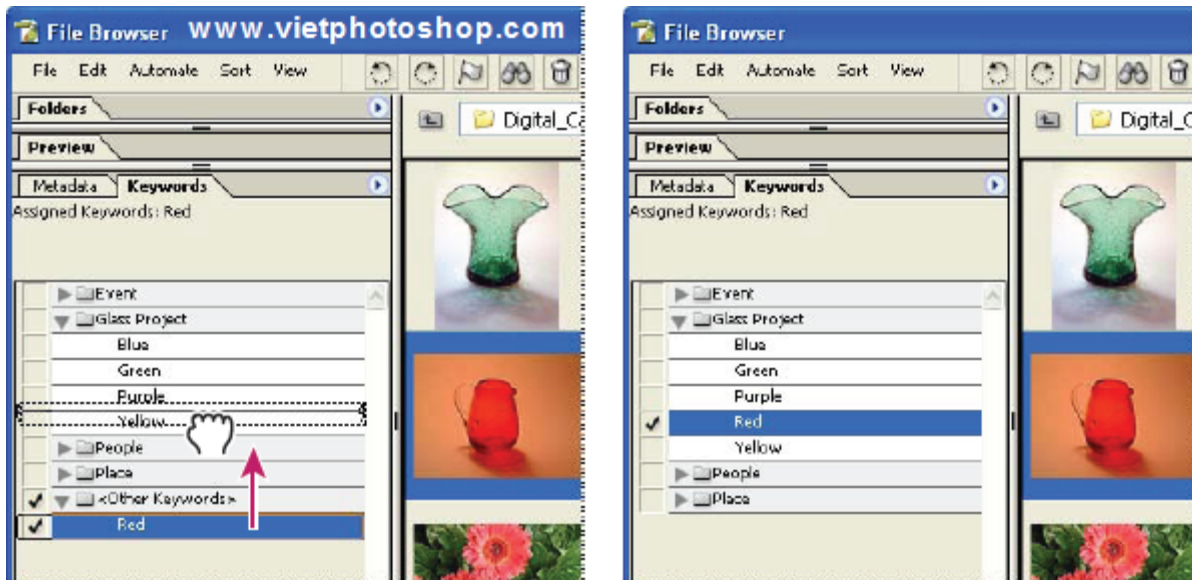 File Browser www.vietphotoshop.com
File Edit Automate Sort View
Folders
Digital_Ca
Preview
Metadata Keywords
Assigned Keywords: Red
Event
Glass Project
Blue
Green
Purple
Yellow
People
Place
<Other Keywords>
Red
File Browser
File Edit Automate Sort View
Folders
Digital_C
Preview
Metadata Keywords
Assigned Keywords: Red
Event
Glass Project
Blue
Green
Purple
Red
Yellow
People
Place